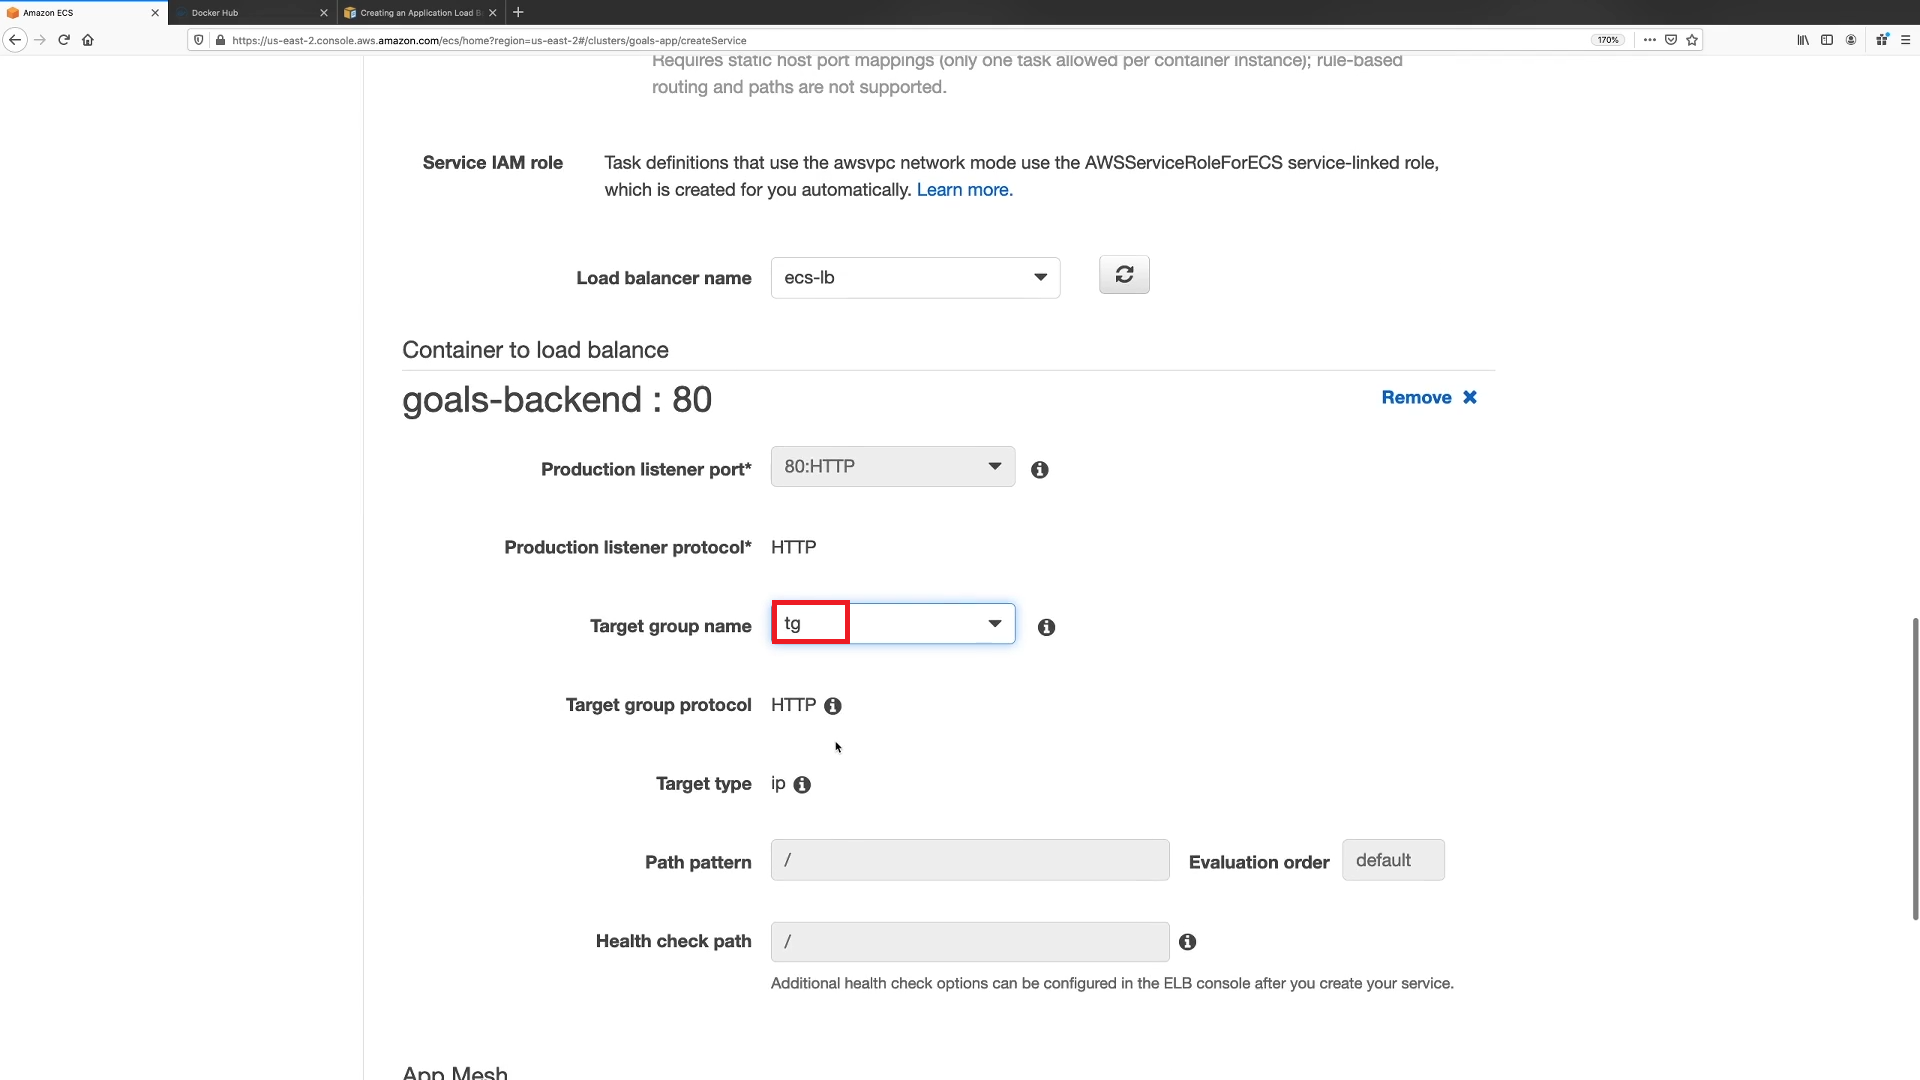 Amazon ECS
Docker Hub
Creating an Application Load B
https://us-east-2.console.aws.amazon.com/ecs/home?region=us-east-2#/clusters/goals-app/createService
170%
Requires static host port mappings (only one task allowed per container instance); rule-based
routing and paths are not supported.
Service IAM role
Task definitions that use the awsvpc network mode use the AWSServiceRoleForECS service-linked role,
which is created for you automatically. Learn more.
Load balancer name
ecs-lb
Container to load balance
goals-backend : 80
Remove
Production listener port*
80:HTTP
Production listener protocol*
HTTP
Target group name
tg
Target group protocol
HTTP
Target type
ip
Path pattern
/
Evaluation order
default
Health check path
/
Additional health check options can be configured in the ELB console after you create your service.
App Mesh